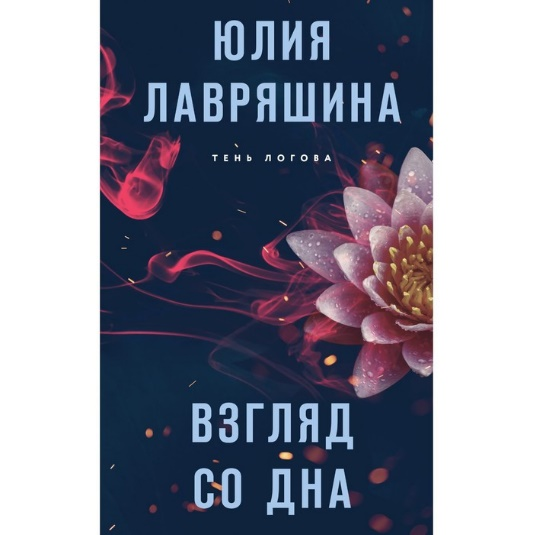 ЮЛИЯ
ЛАВРЯШИНА
ТЕНЬ ЛОГОВА
ВЗГЛЯД
СО ДНА